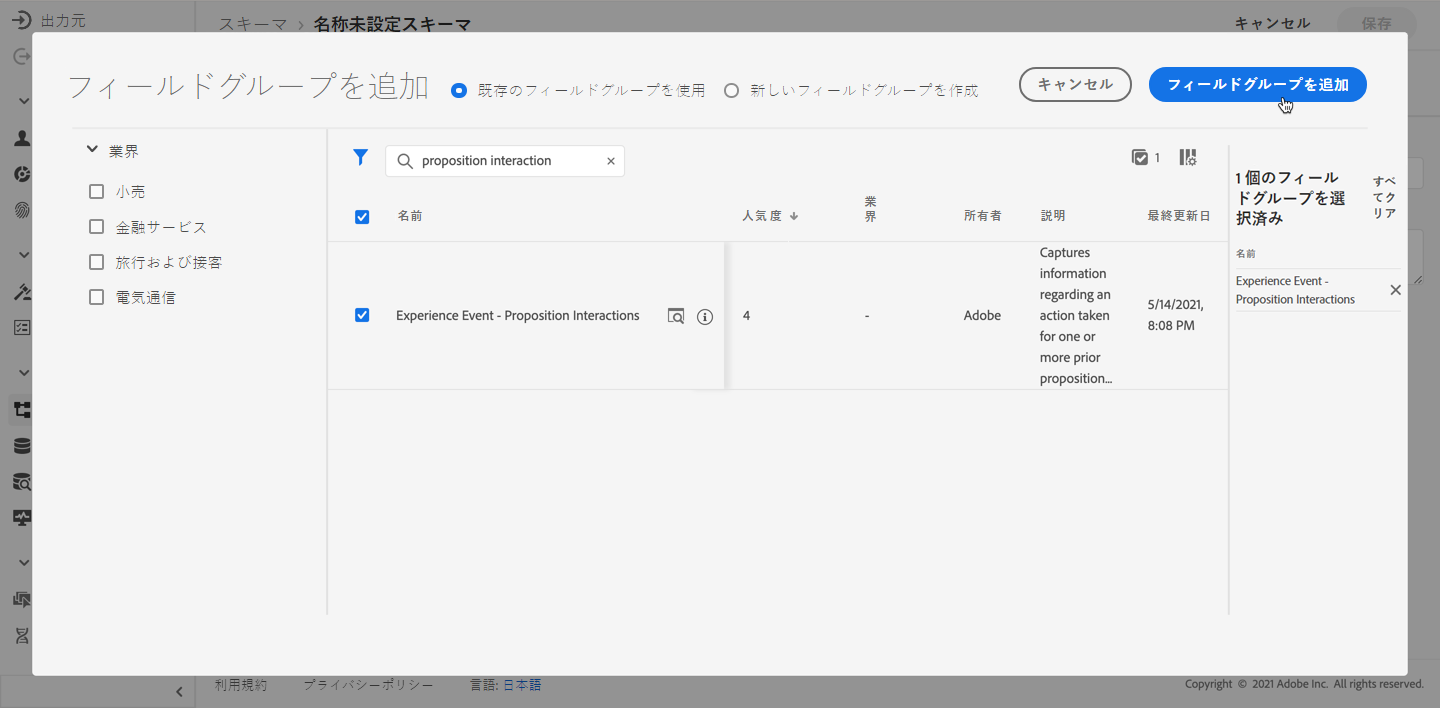 出力元
スキーマ › 名称未設定スキーマ
キャンセル
保存
フィールドグループを追加
既存のフィールドグループを使用
新しいフィールドグループを作成
キャンセル
フィールドグループを追加
業界
小売
金融サービス
旅行および接客
電気通信
proposition interaction
1
名前
人気度
業
界
所有者
説明
最終更新日
Experience Event - Proposition Interactions
4
-
Adobe
Captures
information
regarding an
action taken
for one or
more prior
proposition...
5/14/2021,
8:08 PM
1 個のフィール
ドグループを選
択済み
すべ
てク
リア
名前
Experience Event -
Proposition Interactions
利用規約
プライバシーポリシー
言語: 日本語
Copyright © 2021 Adobe Inc. All rights reserved.